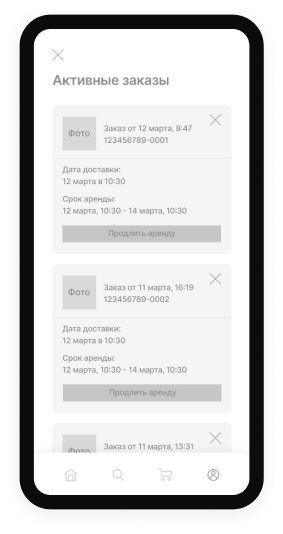 Активные заказы
Фото
Заказ от 12 марта, 8:47
123456789-0001
Дата доставки:
12 марта в 10:30
Срок аренды:
12 марта, 10:30 - 14 марта, 10:30
Продлить аренду
Фото
Заказ от 11 марта, 16:19
123456789-0002
Дата доставки:
12 марта в 10:30
Срок аренды:
12 марта, 10:30 - 14 марта, 10:30
Продлить аренду
Фото
Заказ от 11 марта, 13:31